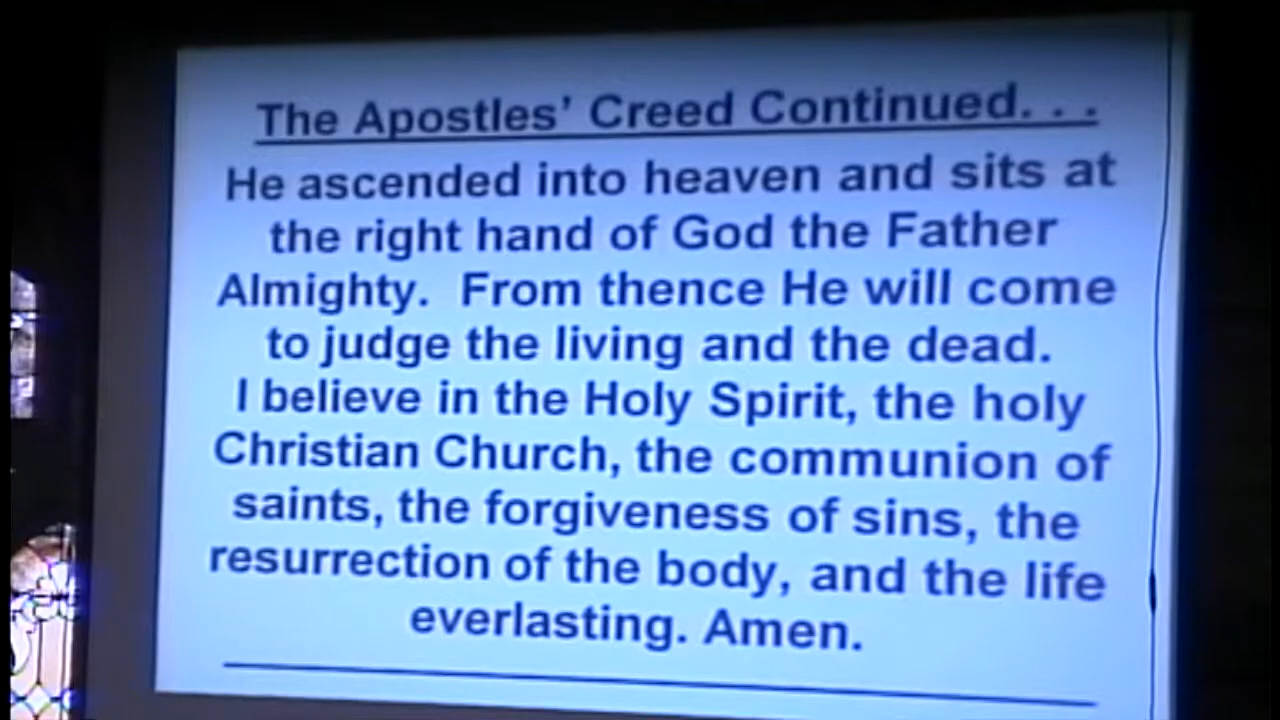 The Apostles’ Creed Continued. . .
He ascended into heaven and sits at
the right hand of God the Father
Almighty.  From thence He will come
to judge the living and the dead.
I believe in the Holy Spirit, the holy
Christian Church, the communion of
saints, the forgiveness of sins, the
resurrection of the body, and the life
everlasting. Amen.